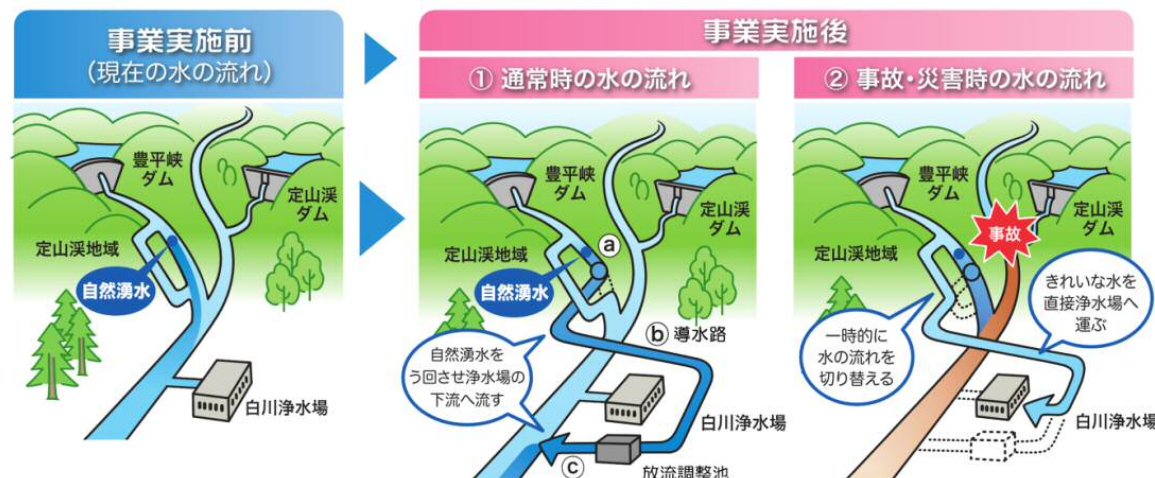 事業実施前
(現在の水の流れ)
豊平峡
ダム
定山渓
ダム
定山渓地域
自然湧水
白川浄水場
事業実施後
① 通常時の水の流れ
豊平峡
ダム
定山渓
ダム
定山渓地域
ⓐ
自然湧水
ⓑ 導水路
自然湧水を
う回させ浄水場の
下流へ流す
白川浄水場
ⓒ
放流調整池
② 事故・災害時の水の流れ
豊平峡
ダム
定山渓
ダム
事故
定山渓地域
きれいな水を
直接浄水場へ
運ぶ
一時的に
水の流れを
切り替える
白川浄水場